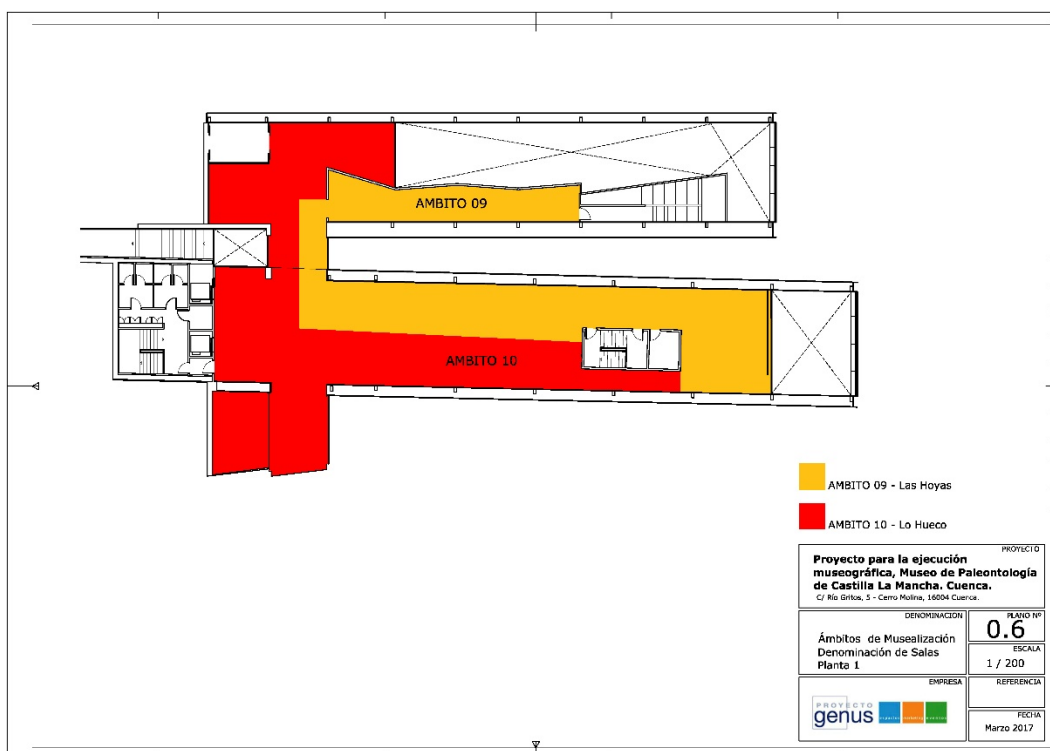 AMBITO 09
AMBITO 10
AMBITO 09 - Las Hoyas
AMBITO 10 - Lo Hueco
PROYECTO
Proyecto para la ejecución
museográfica, Museo de Paleontología
de Castilla La Mancha. Cuenca.
C/ Río Gritos, 5 - Cerro Molina, 16004 Cuenca.
DENOMINACIÓN
Ámbitos de Musealización
Denominación de Salas
Planta 1
PLANO Nº
0.6
ESCALA
1 / 200
EMPRESA
PROYECTO
genus
REFERENCIA
FECHA
Marzo 2017